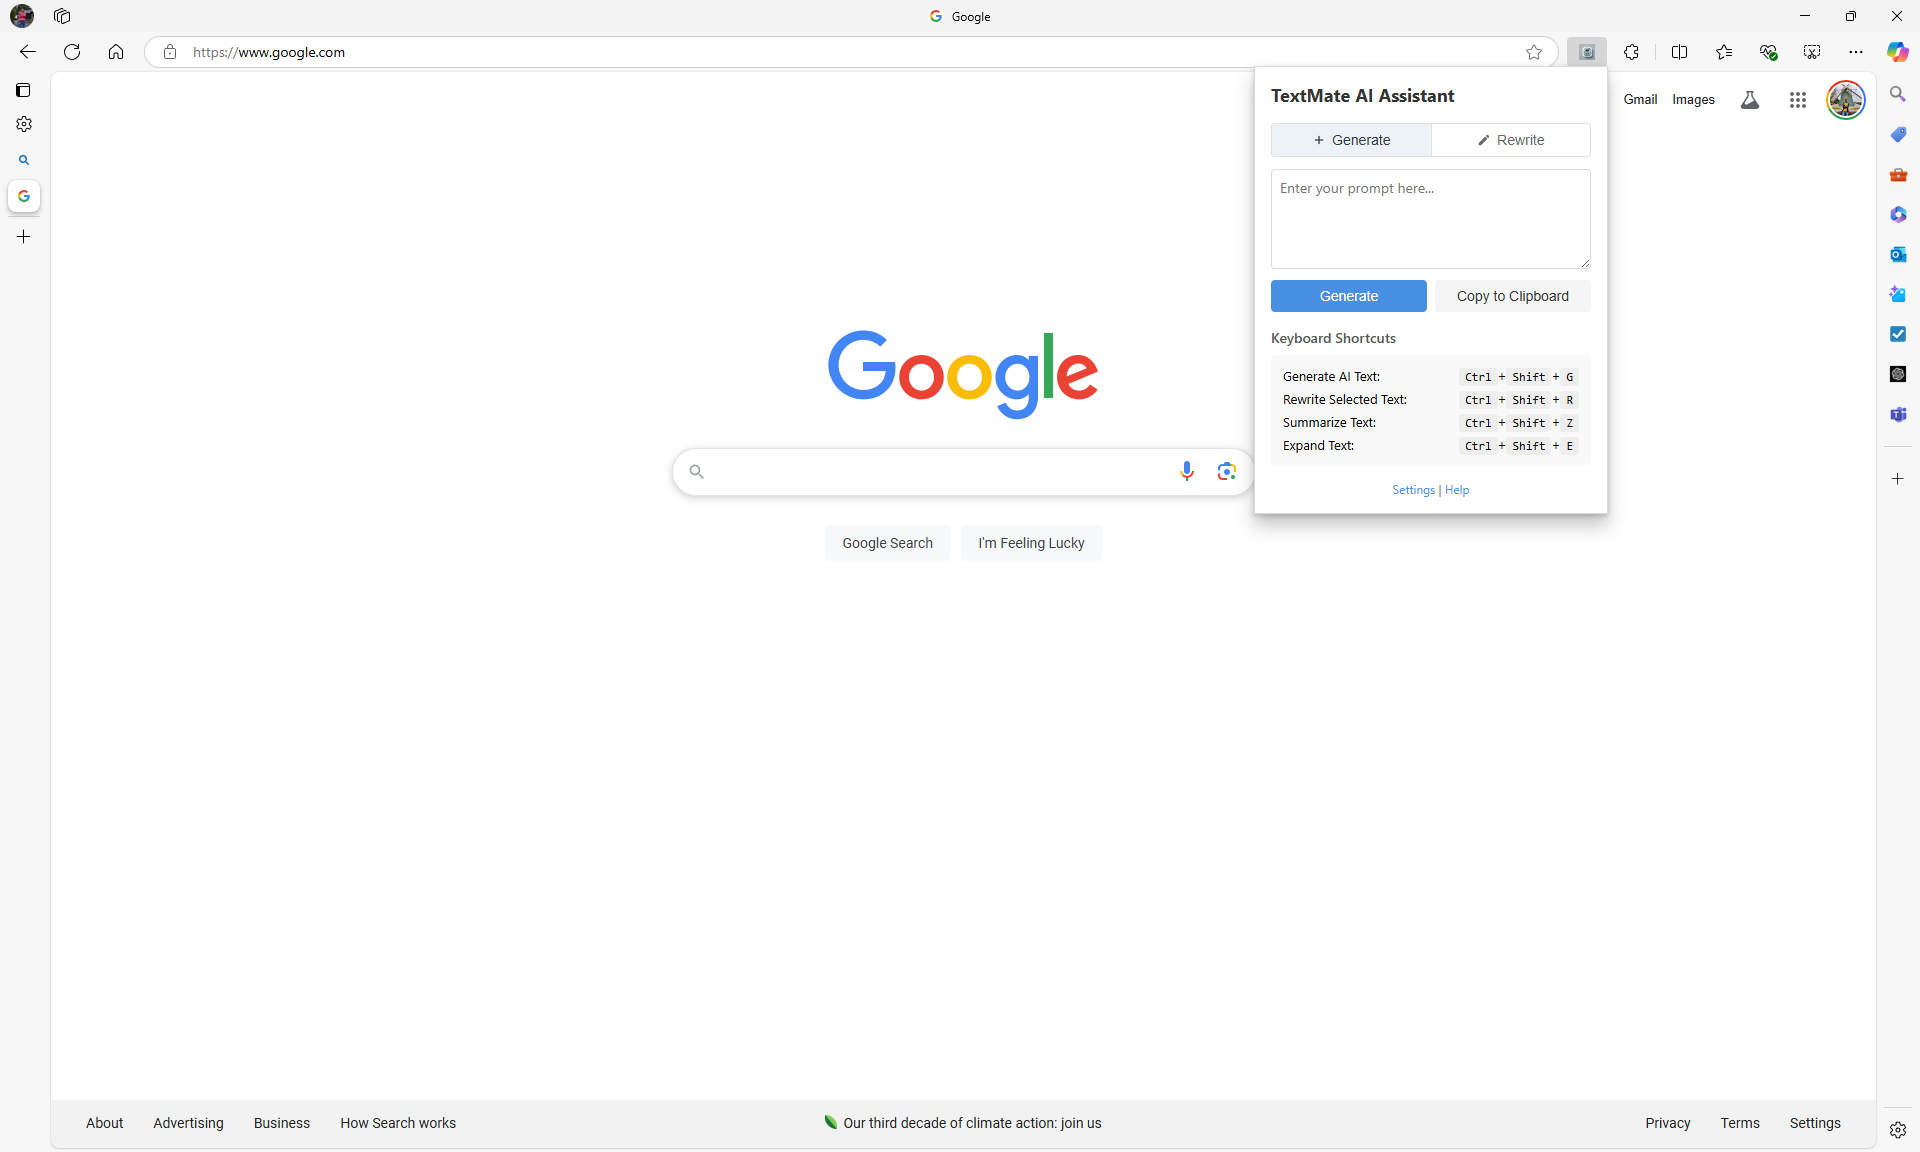 Google
https://www.google.com
TextMate AI Assistant
+ Generate
Rewrite
Enter your prompt here...
Generate
Copy to Clipboard
Keyboard Shortcuts
Generate AI Text: Ctrl + Shift + G
Rewrite Selected Text: Ctrl + Shift + R
Summarize Text: Ctrl + Shift + Z
Expand Text: Ctrl + Shift + E
Settings | Help
Gmail Images
Google
Google Search
I'm Feeling Lucky
About Advertising Business How Search works
Our third decade of climate action: join us
Privacy Terms Settings